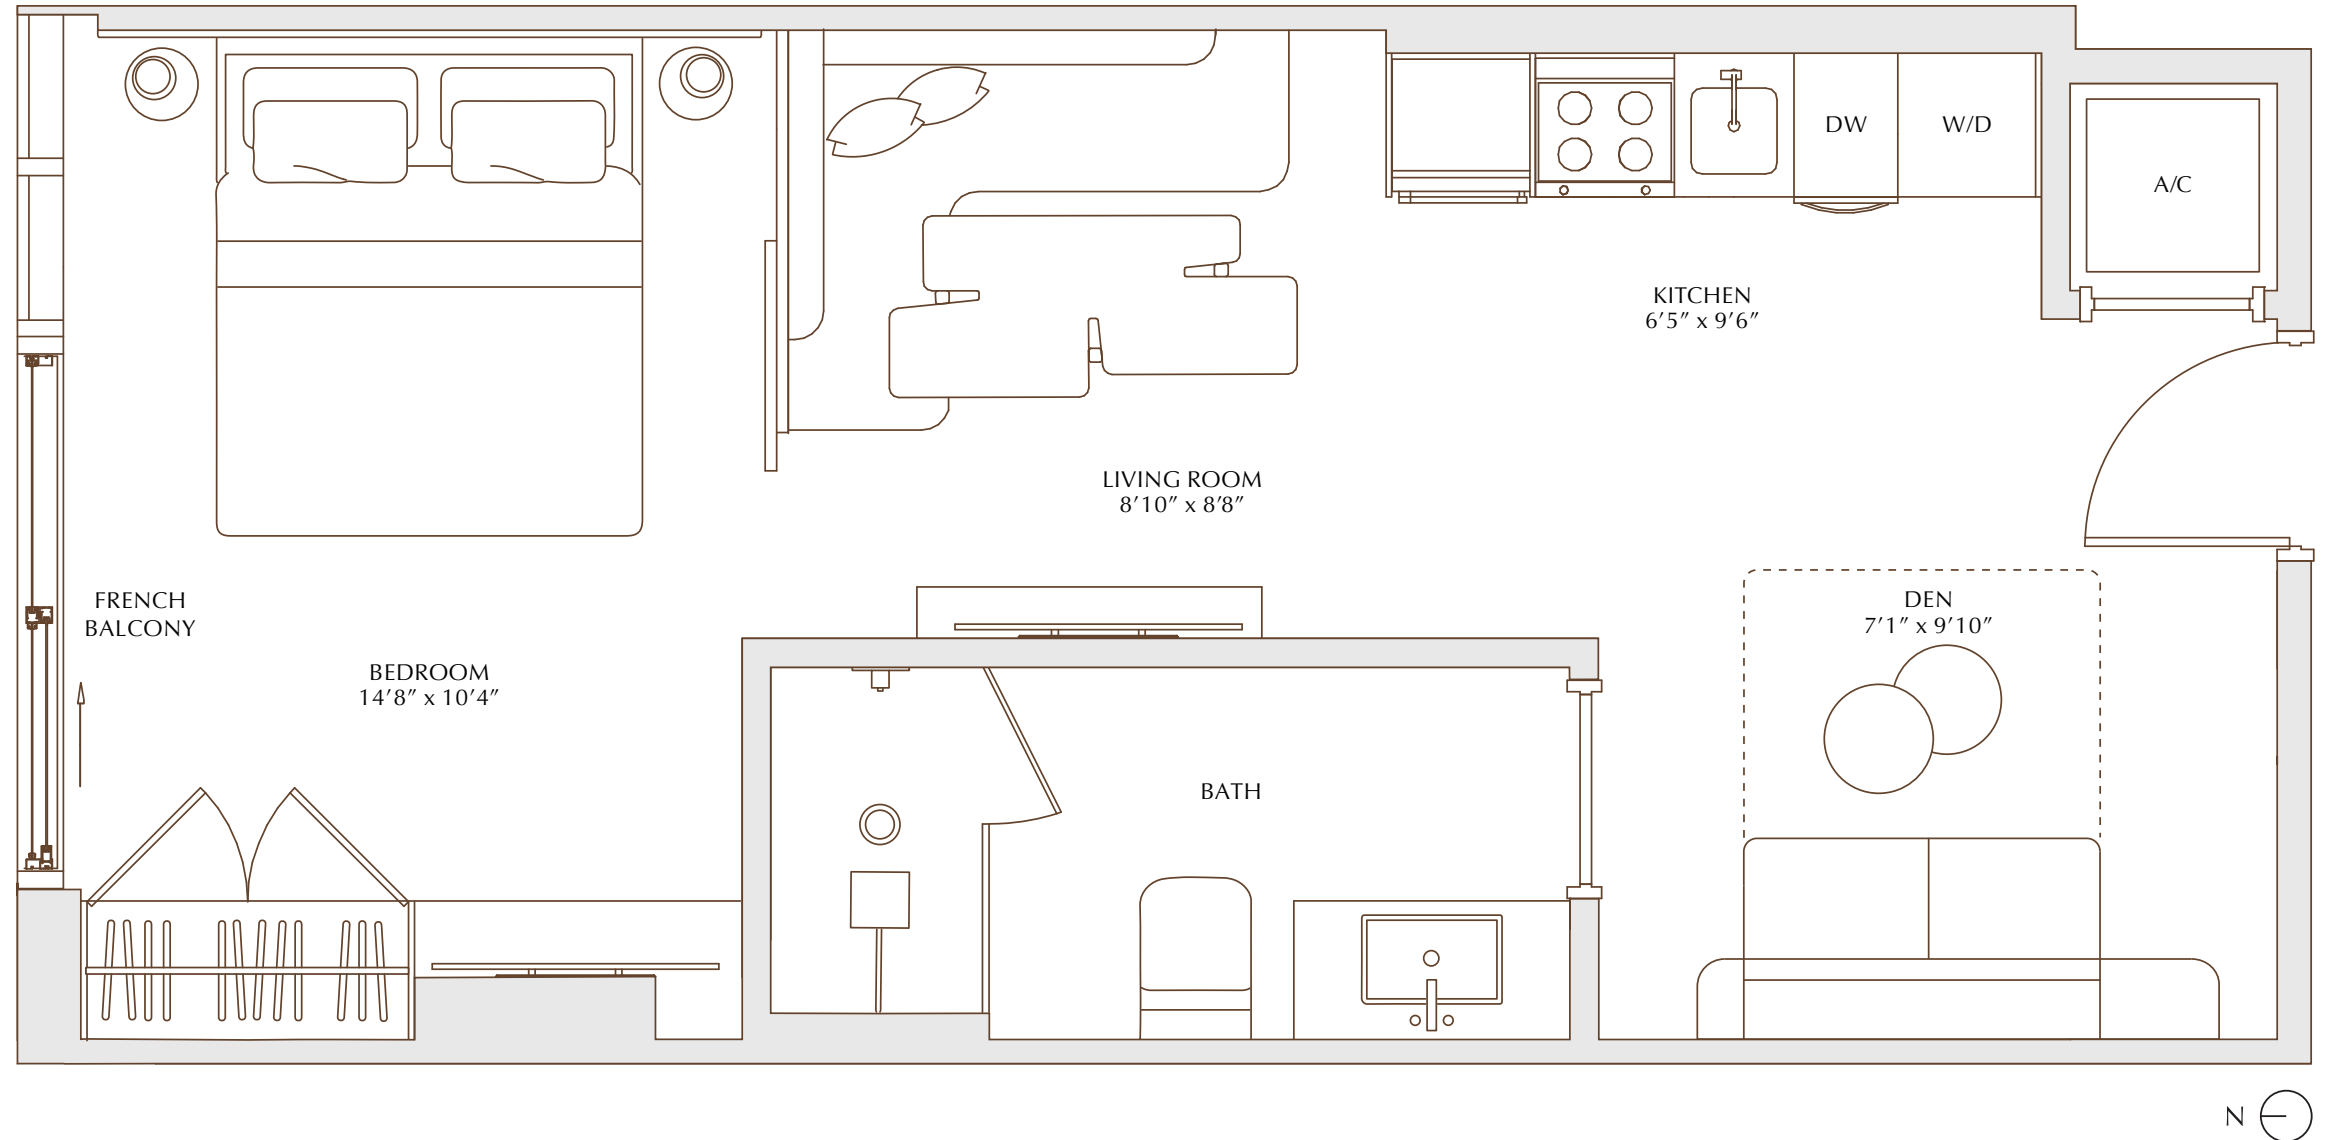 DW
W/D
A/C
KITCHEN
6’5” x 9’6”
LIVING ROOM
8’10” x 8’8”
FRENCH
BALCONY
DEN
7’1” x 9’10”
BEDROOM
14’8” x 10’4”
BATH
N